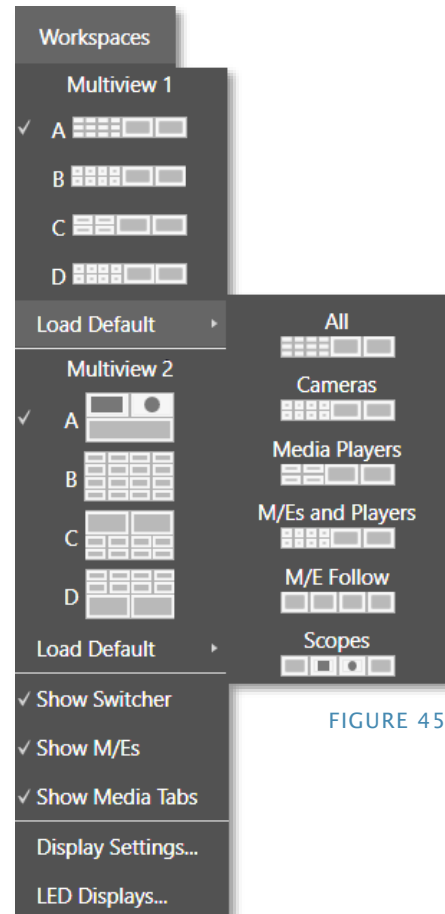 Workspaces
Multiview 1
✓ A
B
C
D
Load Default
Multiview 2
✓ A
B
C
D
Load Default
✓ Show Switcher
✓ Show M/Es
✓ Show Media Tabs
Display Settings...
LED Displays...
All
Cameras
Media Players
M/Es and Players
M/E Follow
Scopes
FIGURE 45